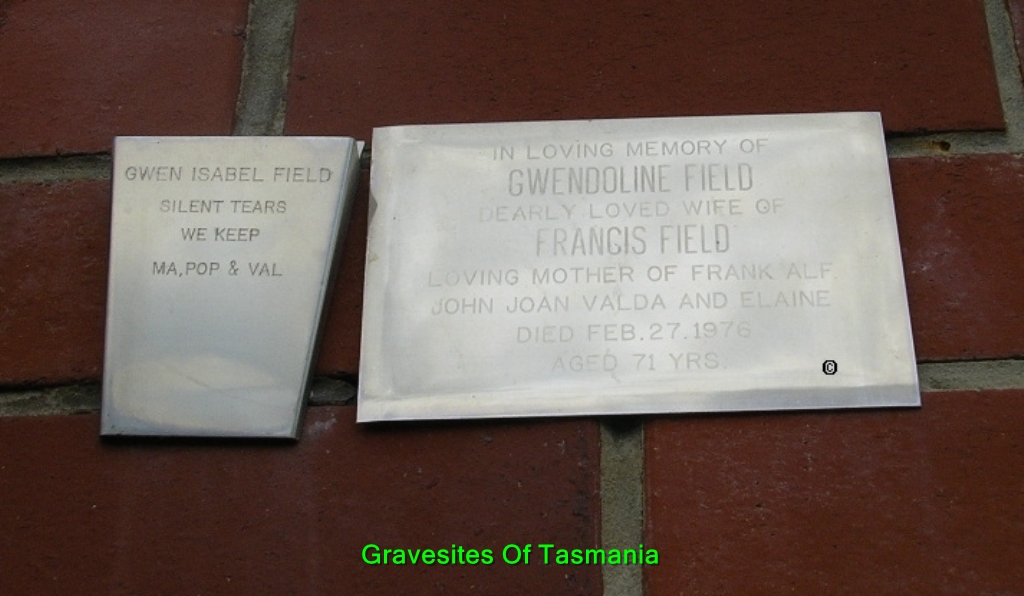 GWEN ISABEL FIELD
SILENT TEARS
WE KEEP
MA, POP & VAL
IN LOVING MEMORY OF
GWENDOLINE FIELD
DEARLY LOVED WIFE OF
FRANCIS FIELD
LOVING MOTHER OF FRANK ALF.
JOHN JOAN VALDA AND ELAINE
DIED FEB. 27. 1976
AGED 71 YRS.
©
Gravesites Of Tasmania